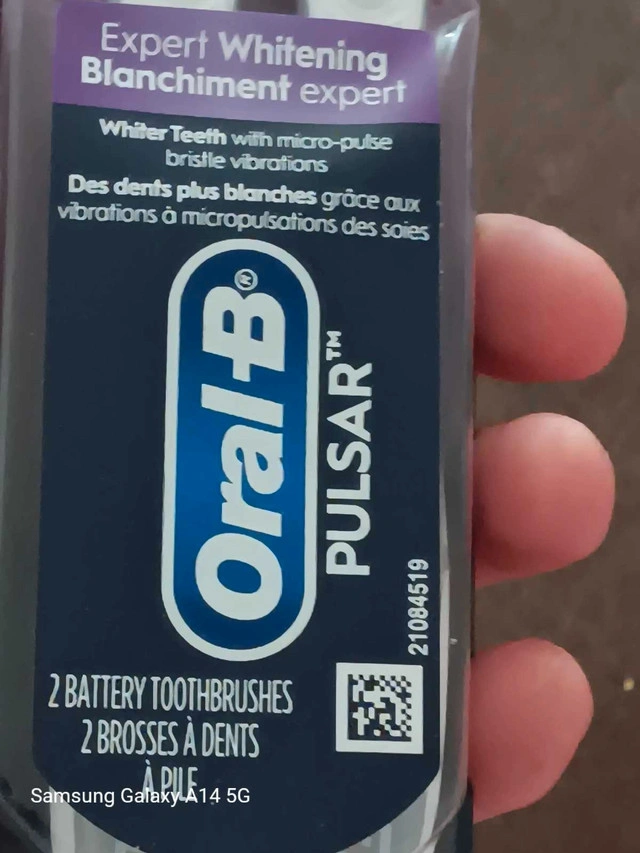 Expert Whitening
Blanchiment expert
Whiter Teeth with micro-pulse
bristle vibrations
Des dents plus blanches grâce aux
vibrations à micropulsations des soies
Oral-B®
PULSAR™
21084519
2 BATTERY TOOTHBRUSHES
2 BROSSES À DENTS
À PILE
Samsung Galaxy A14 5G